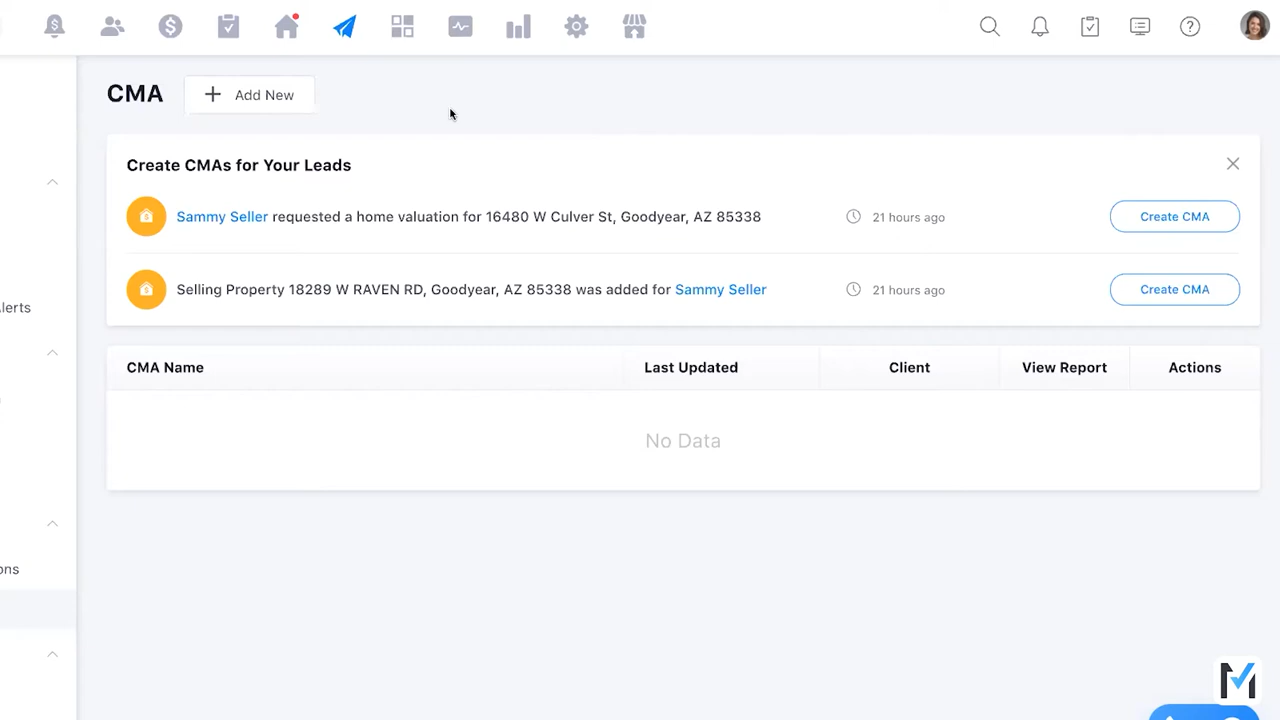 CMA
Add New
Create CMAs for Your Leads
Sammy Seller requested a home valuation for 16480 W Culver St, Goodyear, AZ 85338
21 hours ago
Create CMA
Selling Property 18289 W RAVEN RD, Goodyear, AZ 85338 was added for Sammy Seller
21 hours ago
Create CMA
lerts
CMA Name
Last Updated
Client
View Report
Actions
No Data
ons